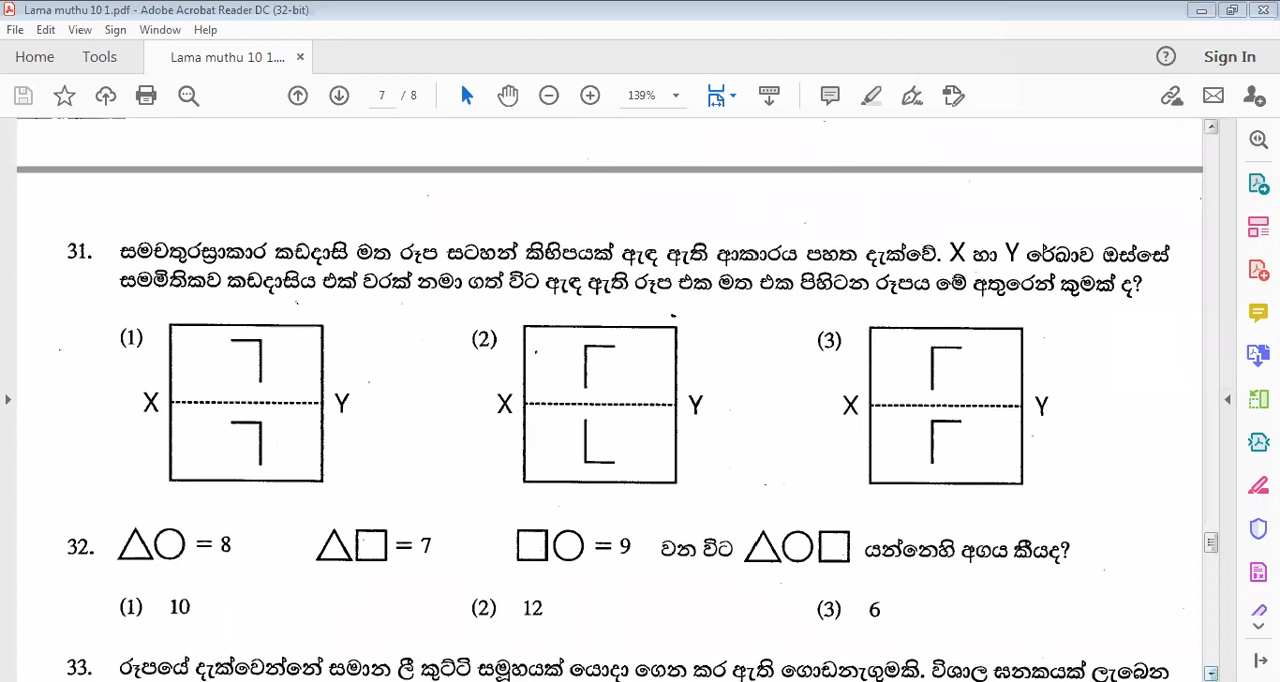 Lama muthu 10 1.pdf - Adobe Acrobat Reader DC (32-bit)
File Edit View Sign Window Help
Home Tools Lama muthu 10 1.... × Sign In
7 / 8 139%
31. සමචතුරස්‍රාකාර කඩදාසි මත රූප සටහන් කිහිපයක් ඇඳ ඇති ආකාරය පහත දැක්වේ. X හා Y රේඛාව ඔස්සේ
සමමිතිකව කඩදාසිය එක් වරක් නමා ගත් විට ඇඳ ඇති රූප එක මත එක පිහිටන රූපය මේ අතුරෙන් කුමක් ද?
(1) (2) (3)
X Y X Y X Y
32. △○ = 8 △□ = 7 □○ = 9 වන විට △○□ යන්නෙහි අගය කීයද?
(1) 10 (2) 12 (3) 6
33. රූපයේ දැක්වෙන්නේ සමාන ලී කුට්ටි සමූහයක් යොදා ගෙන කර ඇති ගොඩනැගුමකි. විශාල ඝනකයක් ලැබෙන